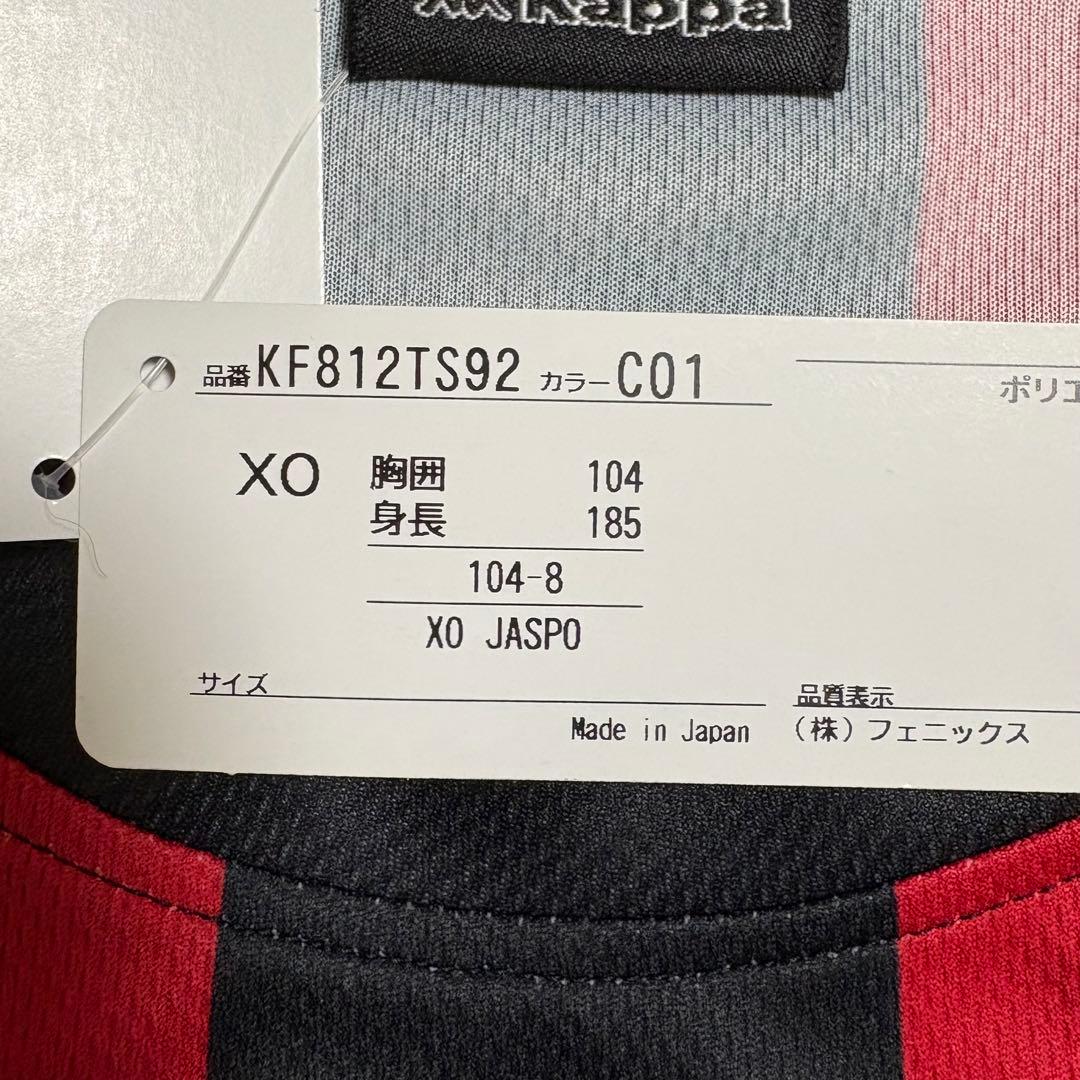 Kappa
品番KF812TS92 カラーC01
ポリエ
XO 胸囲 104
身長 185
104-8
XO JASPO
サイズ
品質表示
Made in Japan (株)フェニックス